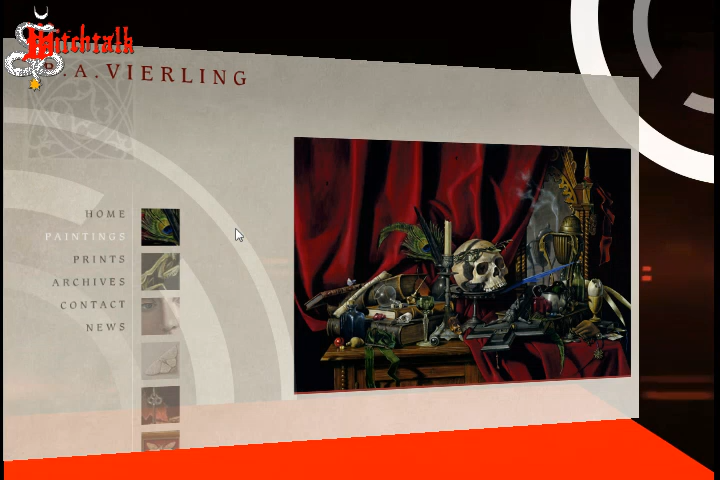 Witchtalk
.A.VIERLING
HOME
PAINTINGS
PRINTS
ARCHIVES
CONTACT
NEWS